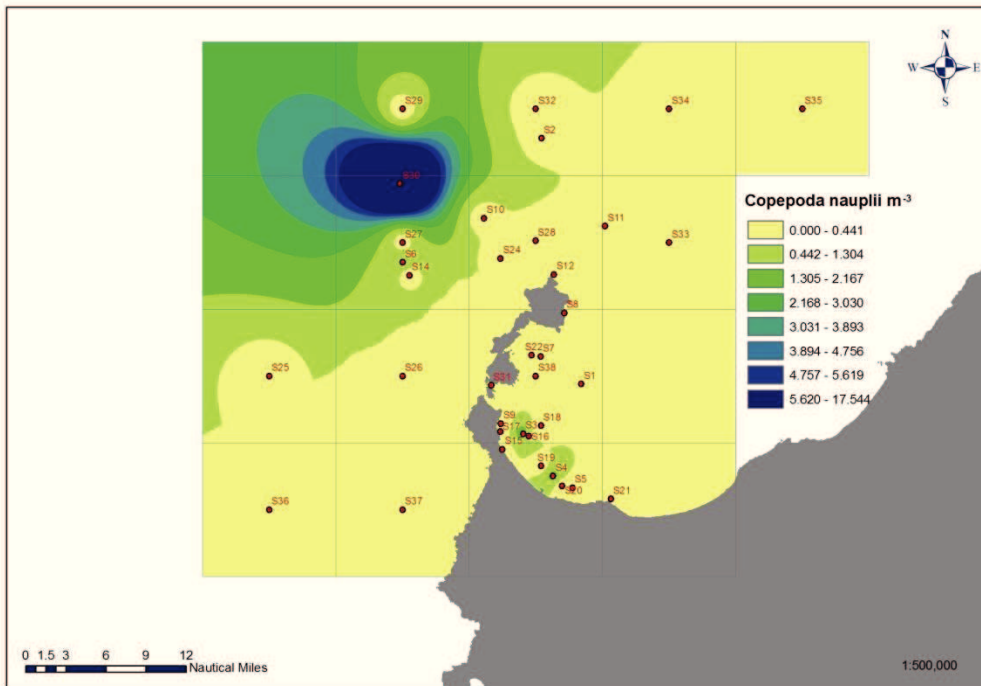 N
W E
S
S29
S32
S34
S35
S2
S30
S10
S11
S27
S28
S33
S6
S24
S14
S12
S8
Copepoda nauplii m-3
0.000 - 0.441
0.442 - 1.304
1.305 - 2.167
2.168 - 3.030
3.031 - 3.893
3.894 - 4.756
4.757 - 5.619
5.620 - 17.544
S22 S7
S25
S26
S31
S38
S1
S9
S17
S3
S18
S16
S15
S19
S4
S20
S5
S21
S36
S37
0 1.5 3 6 9 12
Nautical Miles
1:500,000